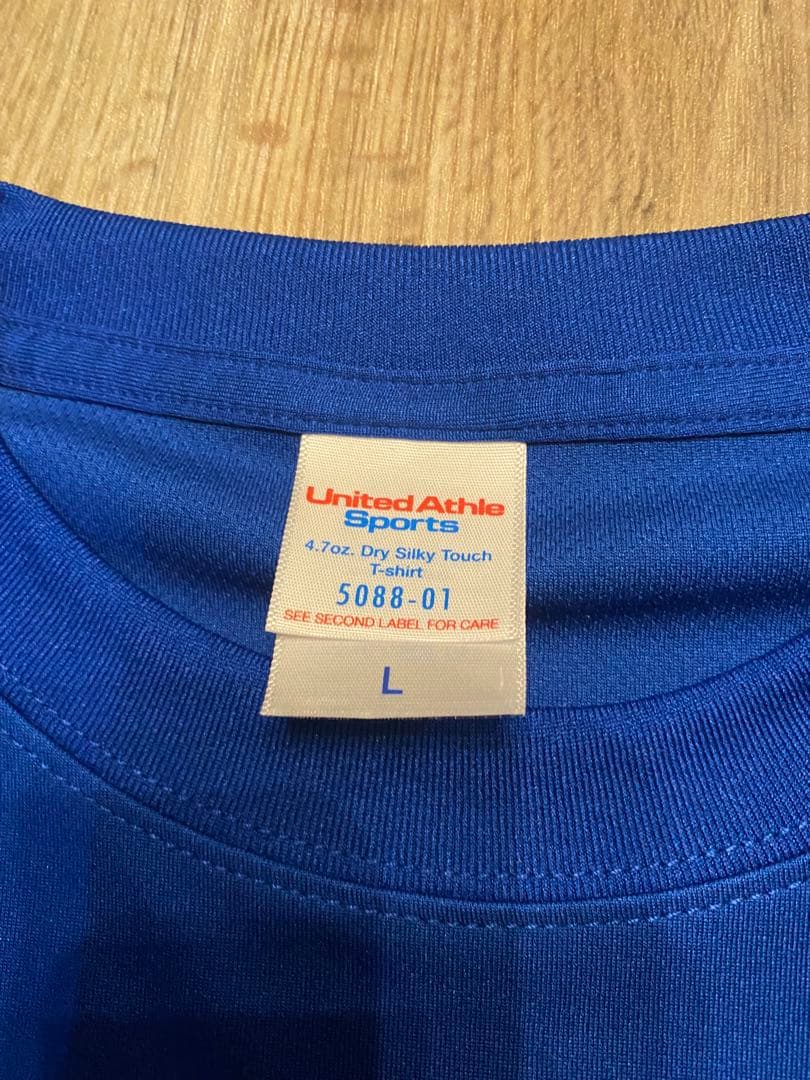 United Athle
Sports
4.7oz. Dry Silky Touch
T-shirt
5088-01
SEE SECOND LABEL FOR CARE
L